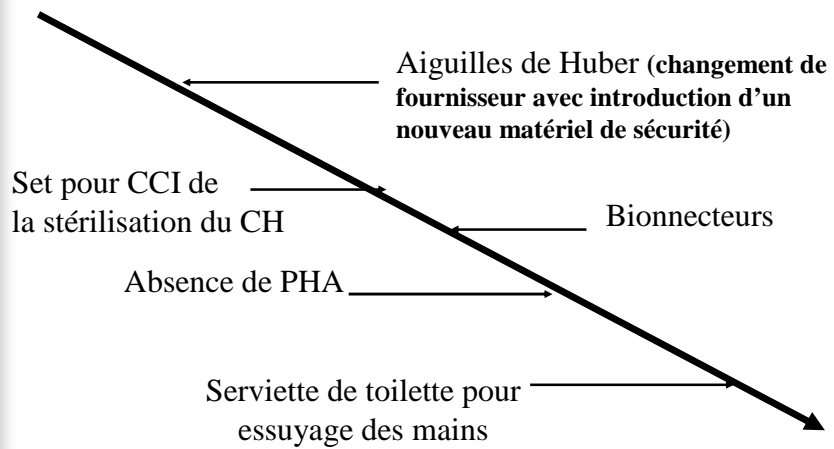 Aiguilles de Huber (changement de
fournisseur avec introduction d’un
nouveau matériel de sécurité)
Set pour CCI de
la stérilisation du CH
Bionnecteurs
Absence de PHA
Serviette de toilette pour
essuyage des mains